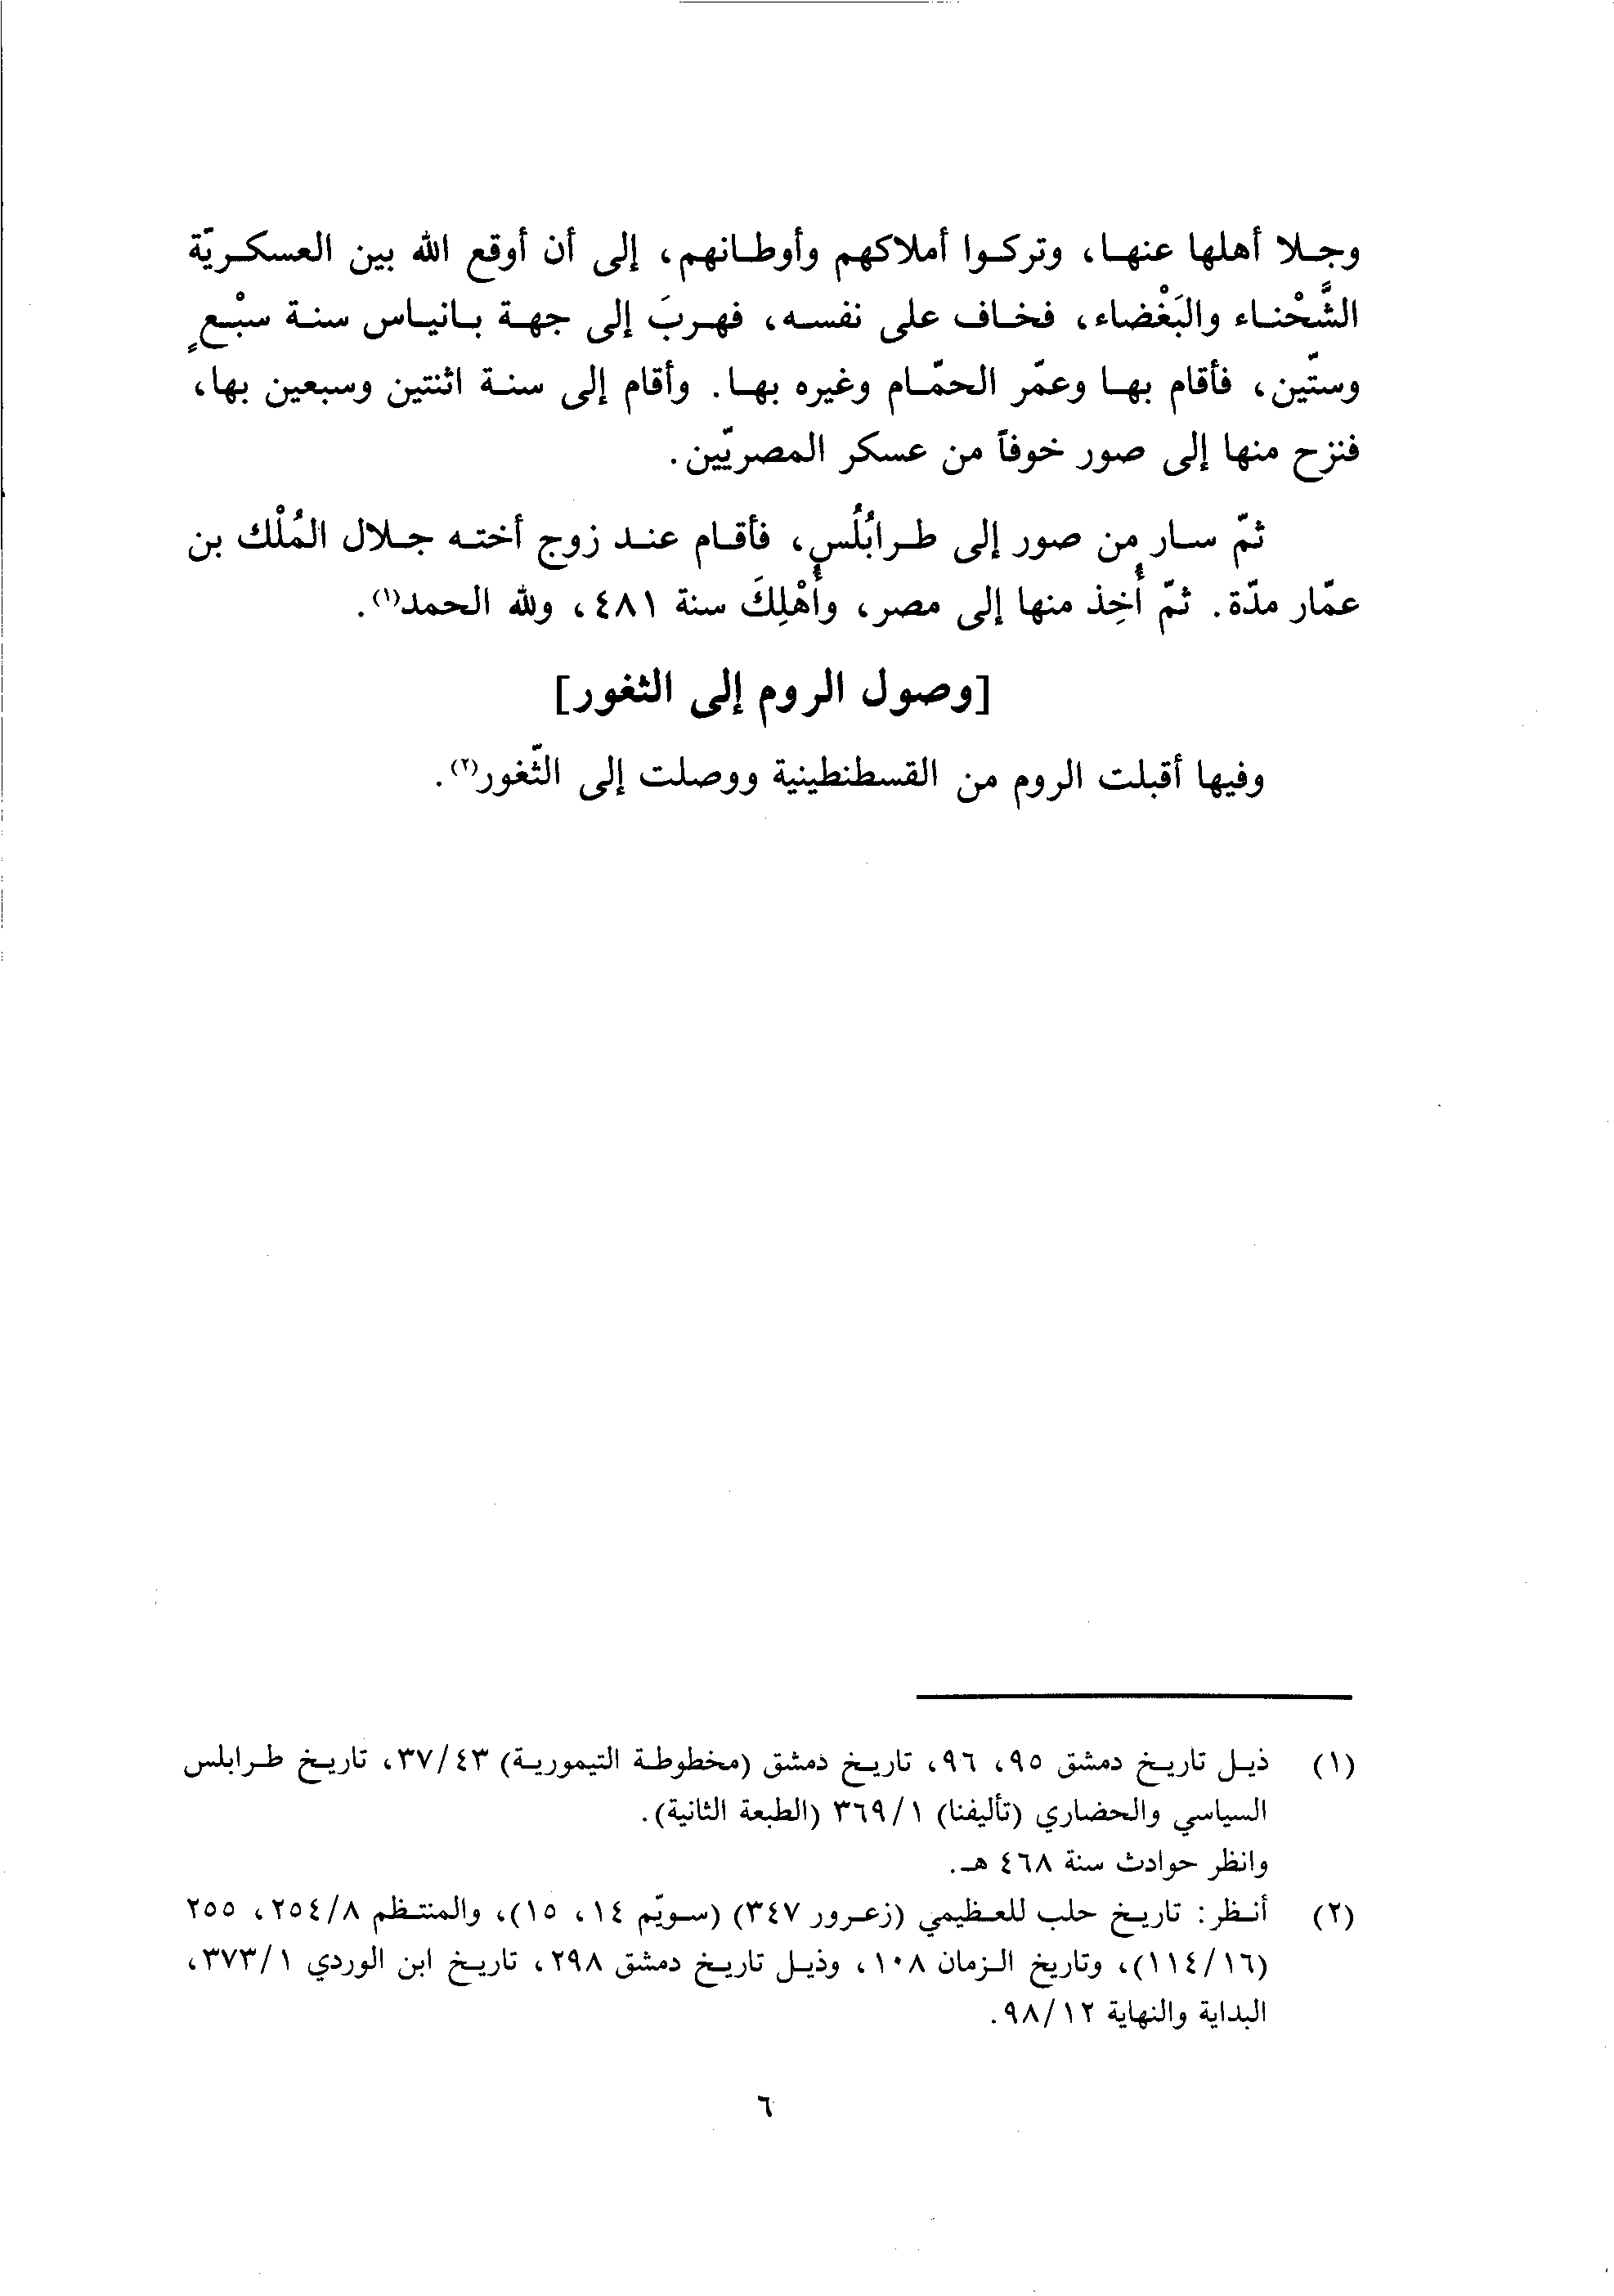 وجلا أهلها عنها، وتركوا أملاكهم وأوطانهم، إلى أن أوقع الله بين العسكريّة
الشَّحْناء والبَغْضاء، فخاف على نفسه، فهربَ إلى جهة بانياس سنة سبْعٍ
وستّين، فأقام بها وعمّر الحمّام وغيره بها. وأقام إلى سنة اثنتين وسبعين بها،
فنزح منها إلى صور خوفاً من عسكر المصريّين.
ثمّ سار من صور إلى طرابُلُس، فأقام عند زوج أخته جلال المُلْك بن
عمّار مدّة. ثمّ أُخِذ منها إلى مصر، وأُهْلِكَ سنة ٤٨١، ولله الحمد(١).
[وصول الروم إلى الثغور]
وفيها أقبلت الروم من القسطنطينية ووصلت إلى الثّغور(٢).
(١) ذيل تاريخ دمشق ٩٥، ٩٦، تاريخ دمشق (مخطوطة التيمورية) ٤٣/ ٣٧، تاريخ طرابلس
السياسي والحضاري (تأليفنا) ١/ ٣٦٩ (الطبعة الثانية).
وانظر حوادث سنة ٤٦٨ هـ.
(٢) أنظر: تاريخ حلب للعظيمي (زعرور ٣٤٧) (سويّم ١٤، ١٥)، والمنتظم ٨/ ٢٥٤، ٢٥٥
(١٦/ ١١٤)، وتاريخ الزمان ١٠٨، وذيل تاريخ دمشق ٢٩٨، تاريخ ابن الوردي ١/ ٣٧٣،
البداية والنهاية ١٢/ ٩٨.
٦